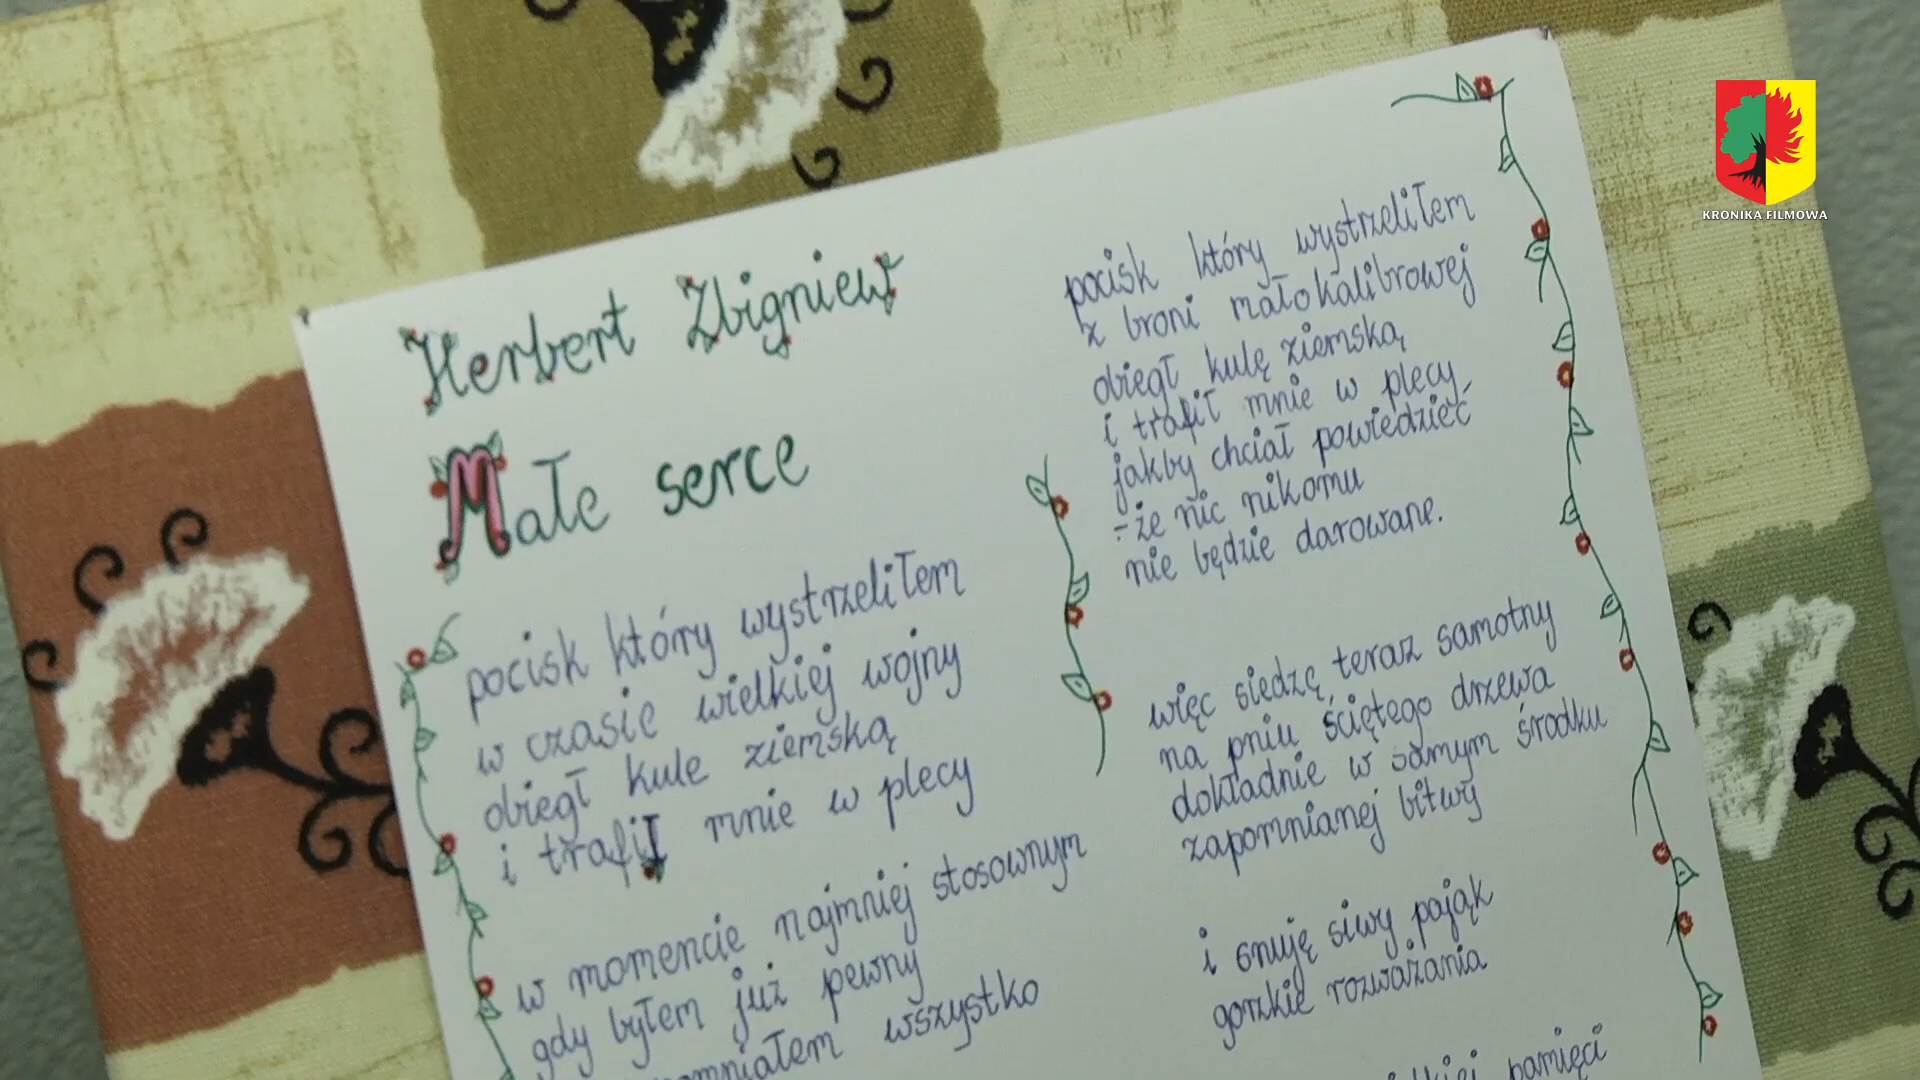 Herbert Zbigniew
Małe serce
pocisk który wystrzeliłem
w czasie wielkiej wojny
obiegł kule ziemską
i trafił mnie w plecy
w momencie najmniej stosownym
gdy byłem już pewny
wszystko
pocisk który wystrzeliłem
z broni małokalibrowej
obiegł kulę ziemską
i trafił mnie w plecy
jakby chciał powiedzieć
-że nic nikomu
nie będzie darowane.
więc siedzę teraz samotny
na pniu ściętego drzewa
dokładnie w samym środku
zapomnianej bitwy
i snuję siwy pająk
gorzkie rozważania
pamięci
KRONIKA FILMOWA